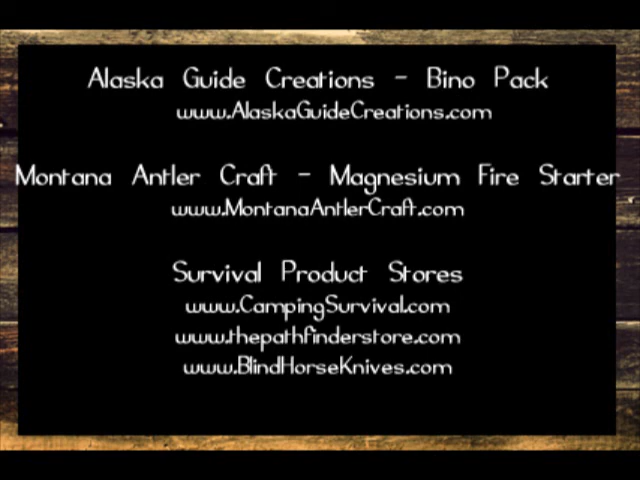 Alaska Guide Creations - Bino Pack
www.AlaskaGuideCreations.com
Montana Antler Craft - Magnesium Fire Starter
www.MontanaAntlerCraft.com
Survival Product Stores
www.CampingSurvival.com
www.thepathfinderstore.com
www.BlindHorseKnives.com